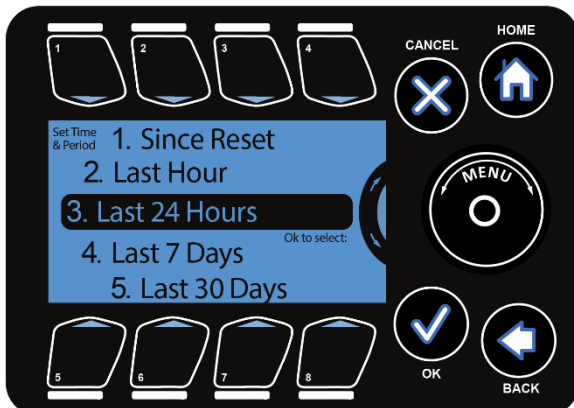 HOME
CANCEL
1 2 3 4
Set Time
& Period
1. Since Reset
2. Last Hour
3. Last 24 Hours
Ok to select:
4. Last 7 Days
5. Last 30 Days
MENU
5 6 7 8
OK
BACK